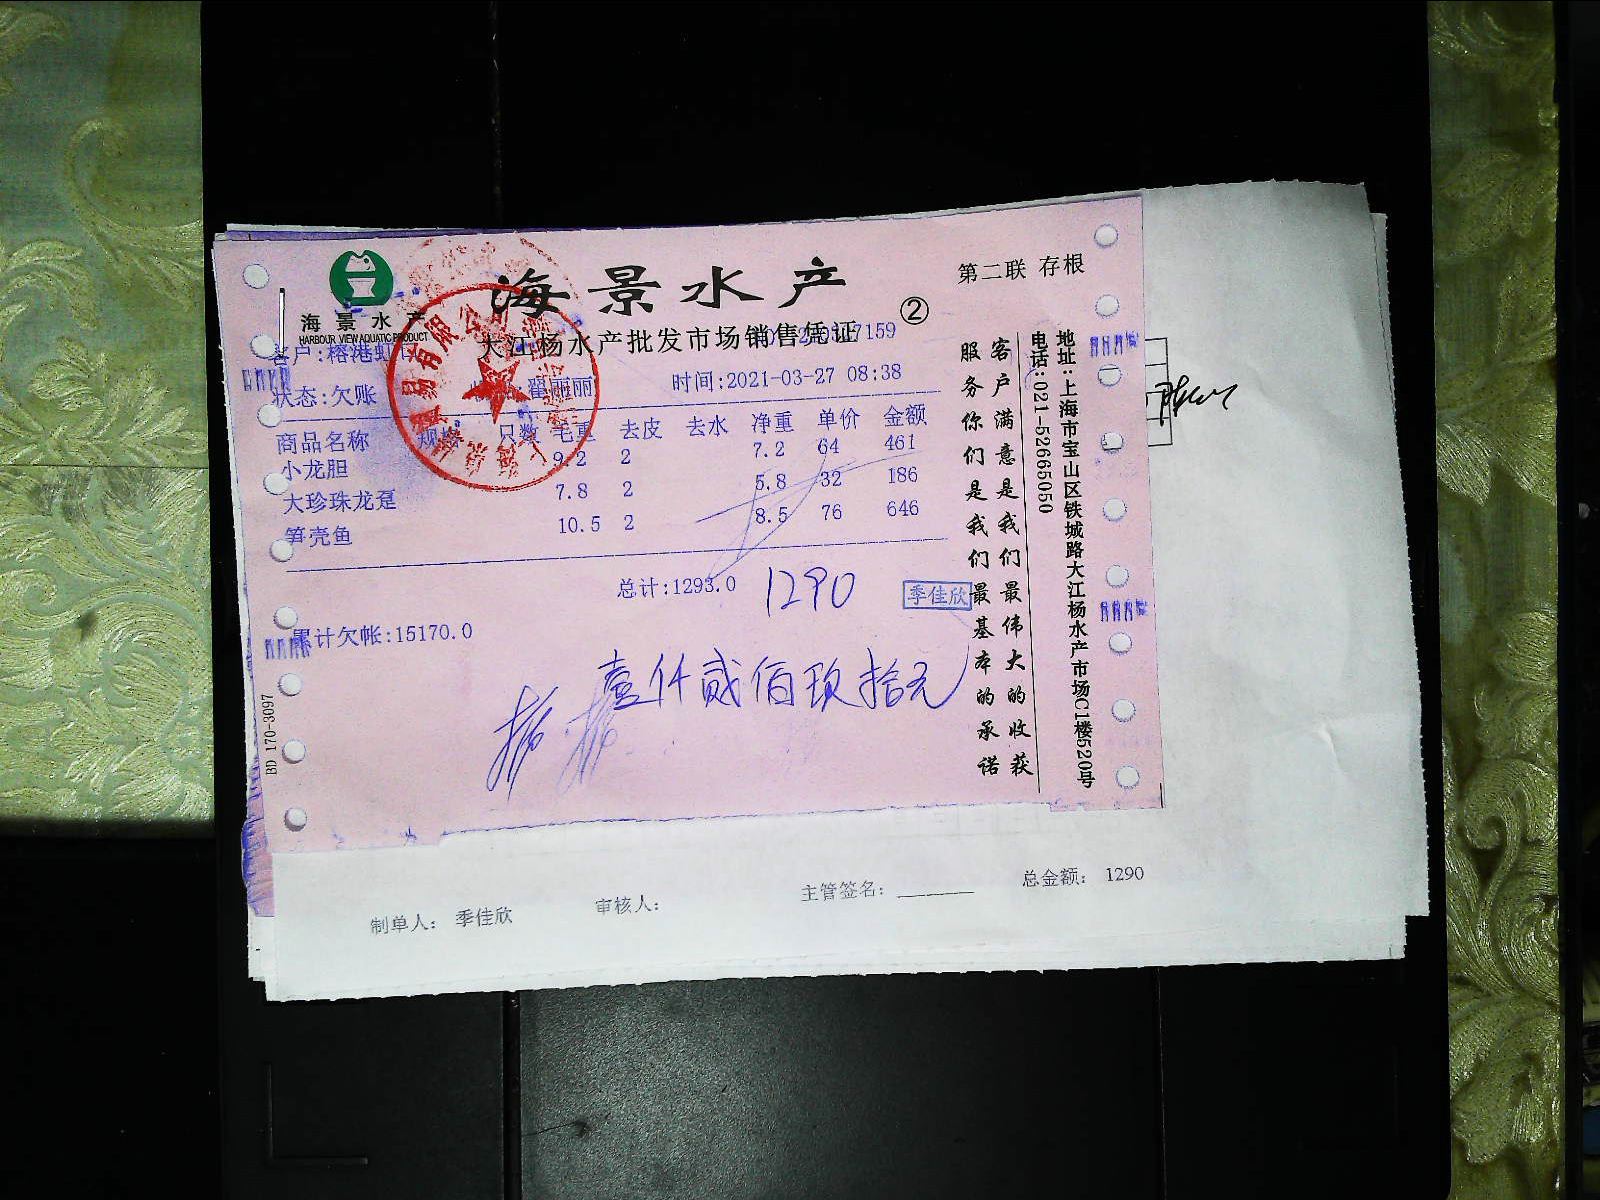 海景水产
第二联 存根
②
海景水产
HARBOUR VIEW AQUATIC PRODUCT
大江杨水产批发市场销售凭证
7159
客户:榕港虹
状态:欠账
翟丽丽
时间:2021-03-27 08:38
商品名称 规格 只数 毛重 去皮 去水 净重 单价 金额
小龙胆 9.2 2 7.2 64 461
大珍珠龙趸 7.8 2 5.8 32 186
笋壳鱼 10.5 2 8.5 76 646
总计:1293.0
1290
季佳欣
累计欠帐:15170.0
壹仟贰佰玖拾元
客户满意是我们最伟大的收获
服务你们是我们最基本的承诺
地址:上海市宝山区铁城路大江杨水产市场C1楼520号
电话:021-52665050
BD 170-3097
制单人: 季佳欣
审核人:
主管签名:
总金额: 1290